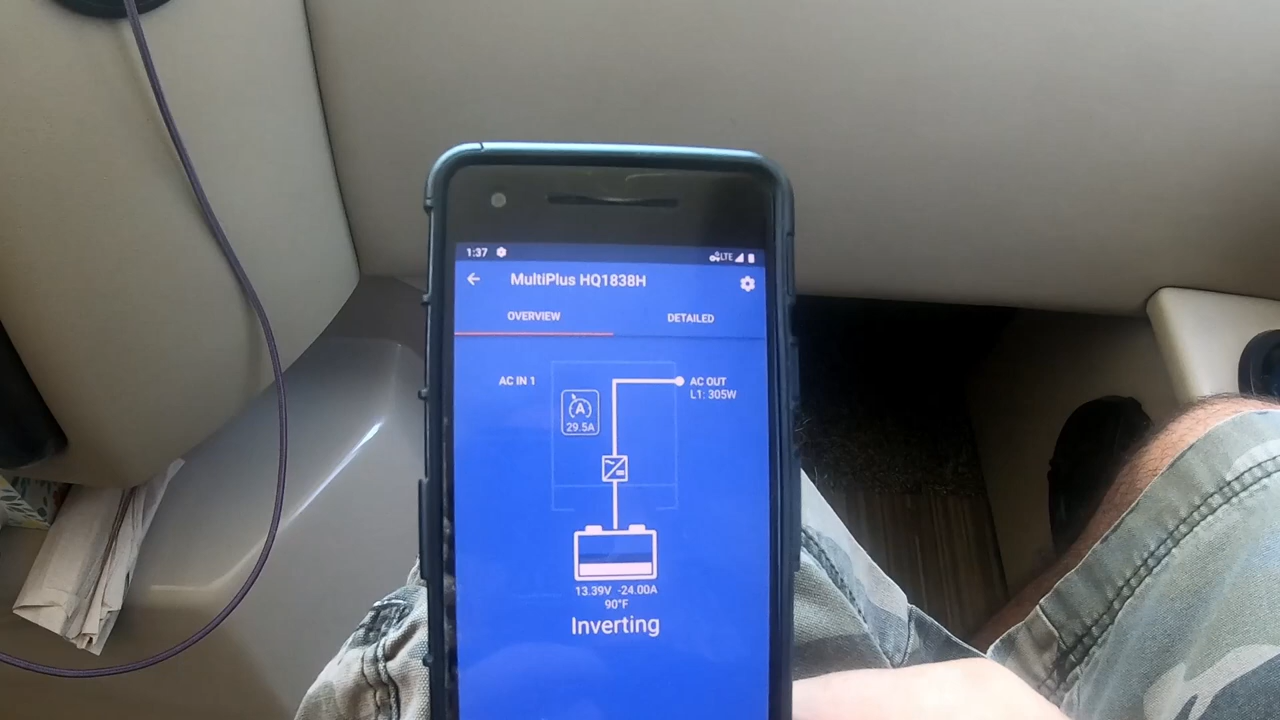 1:37 LTE
MultiPlus HQ1838H
OVERVIEW DETAILED
AC IN 1 AC OUT
L1: 305W
A
29.5A
13.39V -24.00A
90°F
Inverting